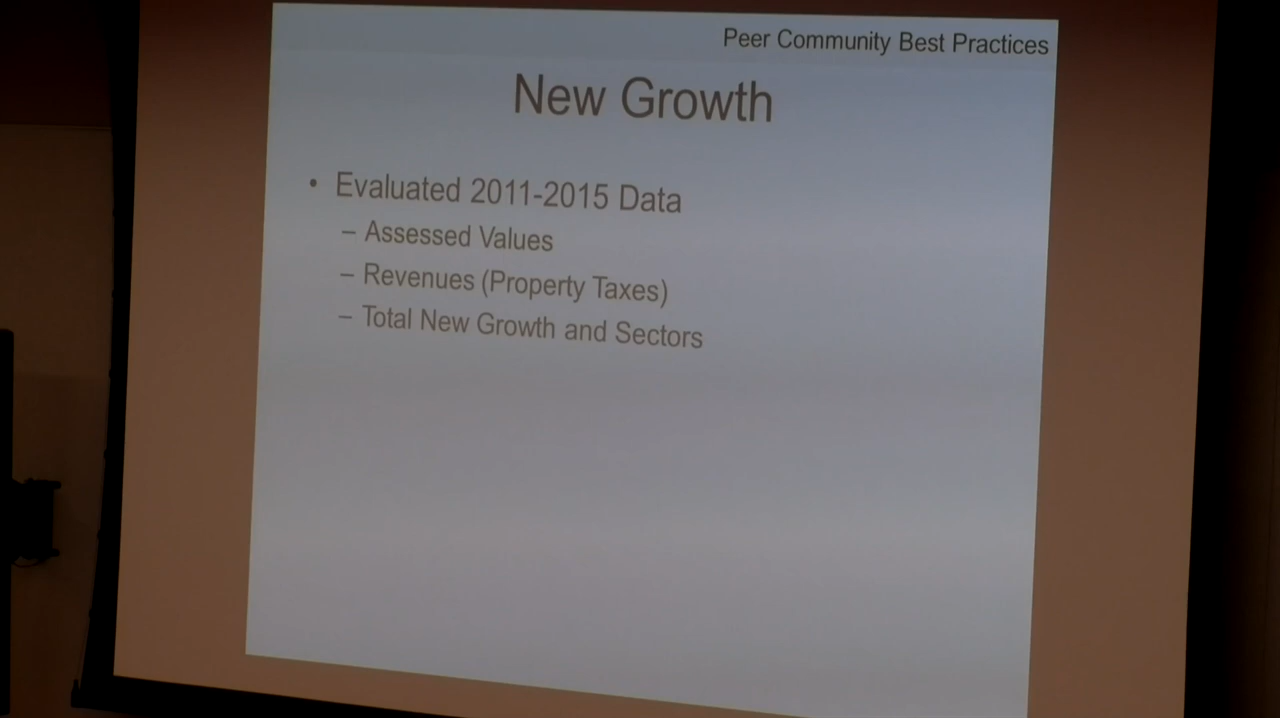 Peer Community Best Practices
New Growth
• Evaluated 2011-2015 Data
– Assessed Values
– Revenues (Property Taxes)
– Total New Growth and Sectors